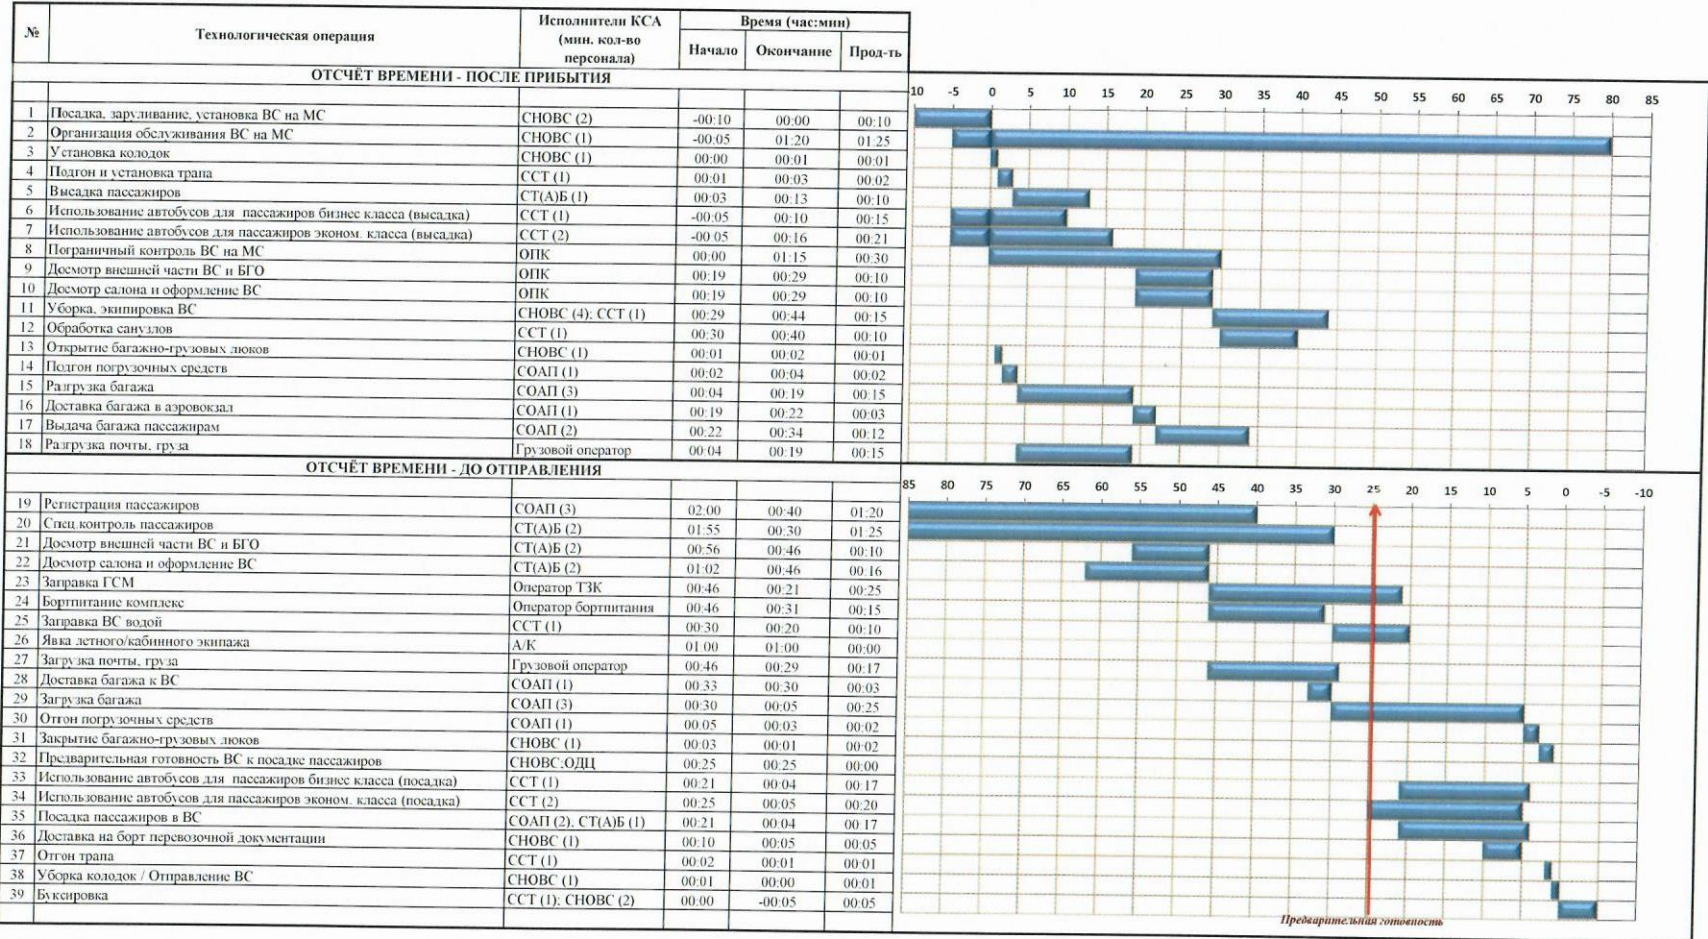 № Технологическая операция Исполнители КСА (мин. кол-во персонала) Время (час:мин)
Начало Окончание Прод-ть
ОТСЧЁТ ВРЕМЕНИ - ПОСЛЕ ПРИБЫТИЯ
10 -5 0 5 10 15 20 25 30 35 40 45 50 55 60 65 70 75 80 85
1 Посадка, заруливание, установка ВС на МС СНОВС (2) -00:10 00:00 00:10
2 Организация обслуживания ВС на МС СНОВС (1) -00:05 01:20 01:25
3 Установка колодок СНОВС (1) 00:00 00:01 00:01
4 Подгон и установка трапа ССТ (1) 00:01 00:03 00:02
5 Высадка пассажиров СТ(А)Б (1) 00:03 00:13 00:10
6 Использование автобусов для пассажиров бизнес класса (высадка) ССТ (1) -00:05 00:10 00:15
7 Использование автобусов для пассажиров эконом. класса (высадка) ССТ (2) -00:05 00:16 00:21
8 Пограничный контроль ВС на МС ОПК 00:00 01:15 00:30
9 Досмотр внешней части ВС и БГО ОПК 00:19 00:29 00:10
10 Досмотр салона и оформление ВС ОПК 00:19 00:29 00:10
11 Уборка, экипировка ВС СНОВС (4); ССТ (1) 00:29 00:44 00:15
12 Обработка санузлов ССТ (1) 00:30 00:40 00:10
13 Открытие багажно-грузовых люков СНОВС (1) 00:01 00:02 00:01
14 Подгон погрузочных средств СОАП (1) 00:02 00:04 00:02
15 Разгрузка багажа СОАП (3) 00:04 00:19 00:15
16 Доставка багажа в аэровокзал СОАП (1) 00:19 00:22 00:03
17 Выдача багажа пассажирам СОАП (2) 00:22 00:34 00:12
18 Разгрузка почты, груза Грузовой оператор 00:04 00:19 00:15
ОТСЧЁТ ВРЕМЕНИ - ДО ОТПРАВЛЕНИЯ
85 80 75 70 65 60 55 50 45 40 35 30 25 20 15 10 5 0 -5 -10
19 Регистрация пассажиров СОАП (3) 02:00 00:40 01:20
20 Спец.контроль пассажиров СТ(А)Б (2) 01:55 00:30 01:25
21 Досмотр внешней части ВС и БГО СТ(А)Б (2) 00:56 00:46 00:10
22 Досмотр салона и оформление ВС СТ(А)Б (2) 01:02 00:46 00:16
23 Заправка ГСМ Оператор ТЗК 00:46 00:21 00:25
24 Бортпитание комплекс Оператор бортпитания 00:46 00:31 00:15
25 Заправка ВС водой ССТ (1) 00:30 00:20 00:10
26 Явка летного/кабинного экипажа А/К 01:00 01:00 00:00
27 Загрузка почты, груза Грузовой оператор 00:46 00:29 00:17
28 Доставка багажа к ВС СОАП (1) 00:33 00:30 00:03
29 Загрузка багажа СОАП (3) 00:30 00:05 00:25
30 Отгон погрузочных средств СОАП (1) 00:05 00:03 00:02
31 Закрытие багажно-грузовых люков СНОВС (1) 00:03 00:01 00:02
32 Предварительная готовность ВС к посадке пассажиров СНОВС;ОДЦ 00:25 00:25 00:00
33 Использование автобусов для пассажиров бизнес класса (посадка) ССТ (1) 00:21 00:04 00:17
34 Использование автобусов для пассажиров эконом. класса (посадка) ССТ (2) 00:25 00:05 00:20
35 Посадка пассажиров в ВС СОАП (2), СТ(А)Б (1) 00:21 00:04 00:17
36 Доставка на борт перевозочной документации СНОВС (1) 00:10 00:05 00:05
37 Отгон трапа ССТ (1) 00:02 00:01 00:01
38 Уборка колодок / Отправление ВС СНОВС (1) 00:01 00:00 00:01
39 Буксировка ССТ (1); СНОВС (2) 00:00 -00:05 00:05
Предварительная готовность